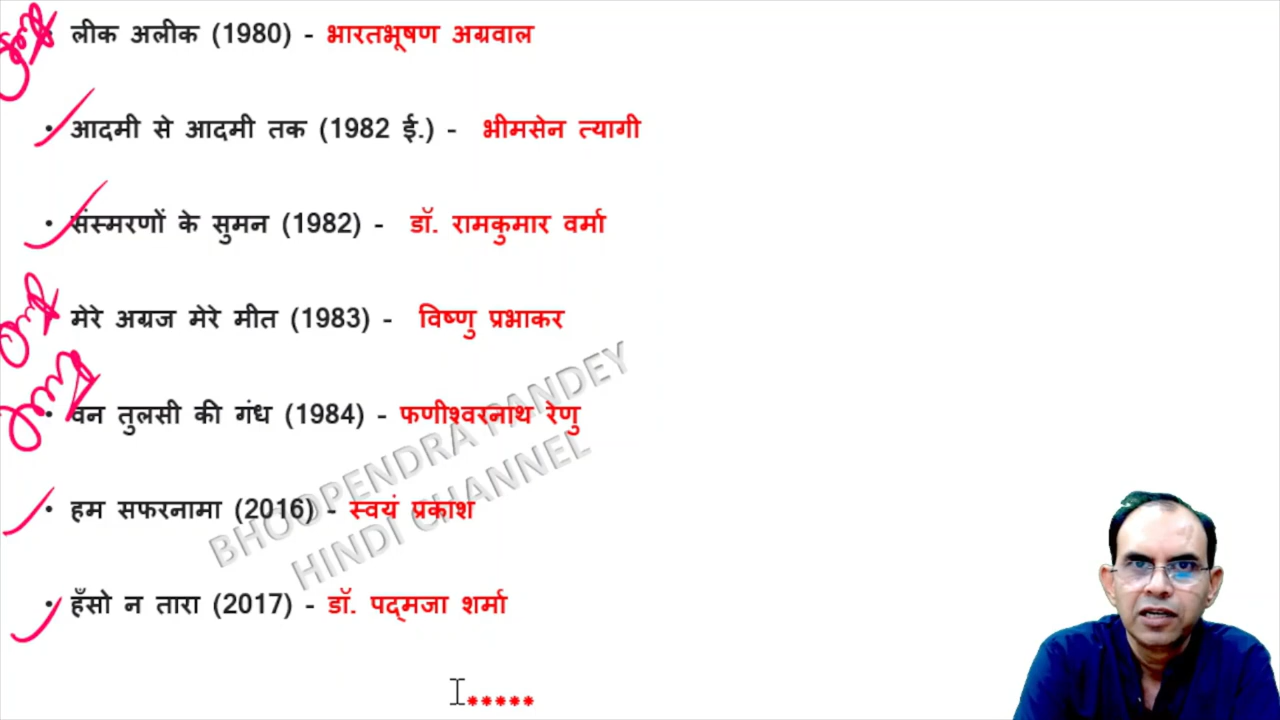 • लीक अलीक (1980) - भारतभूषण अग्रवाल
• आदमी से आदमी तक (1982 ई.) - भीमसेन त्यागी
• संस्मरणों के सुमन (1982) - डॉ. रामकुमार वर्मा
मेरे अग्रज मेरे मीत (1983) - विष्णु प्रभाकर
• वन तुलसी की गंध (1984) - फणीश्वरनाथ रेणु
• हम सफरनामा (2016) - स्वयं प्रकाश
• हँसो न तारा (2017) - डॉ. पद्मजा शर्मा
*****
BHOOPENDRA PANDEY
HINDI CHANNEL